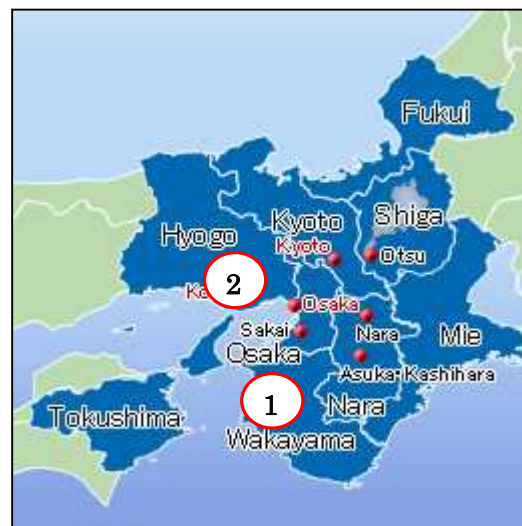 Fukui
Kyoto
Shiga
Hyogo
Kyoto
Otsu
2
Osaka
Sakai
Nara
Mie
Osaka
Asuka·Kashihara
1
Nara
Tokushima
Wakayama